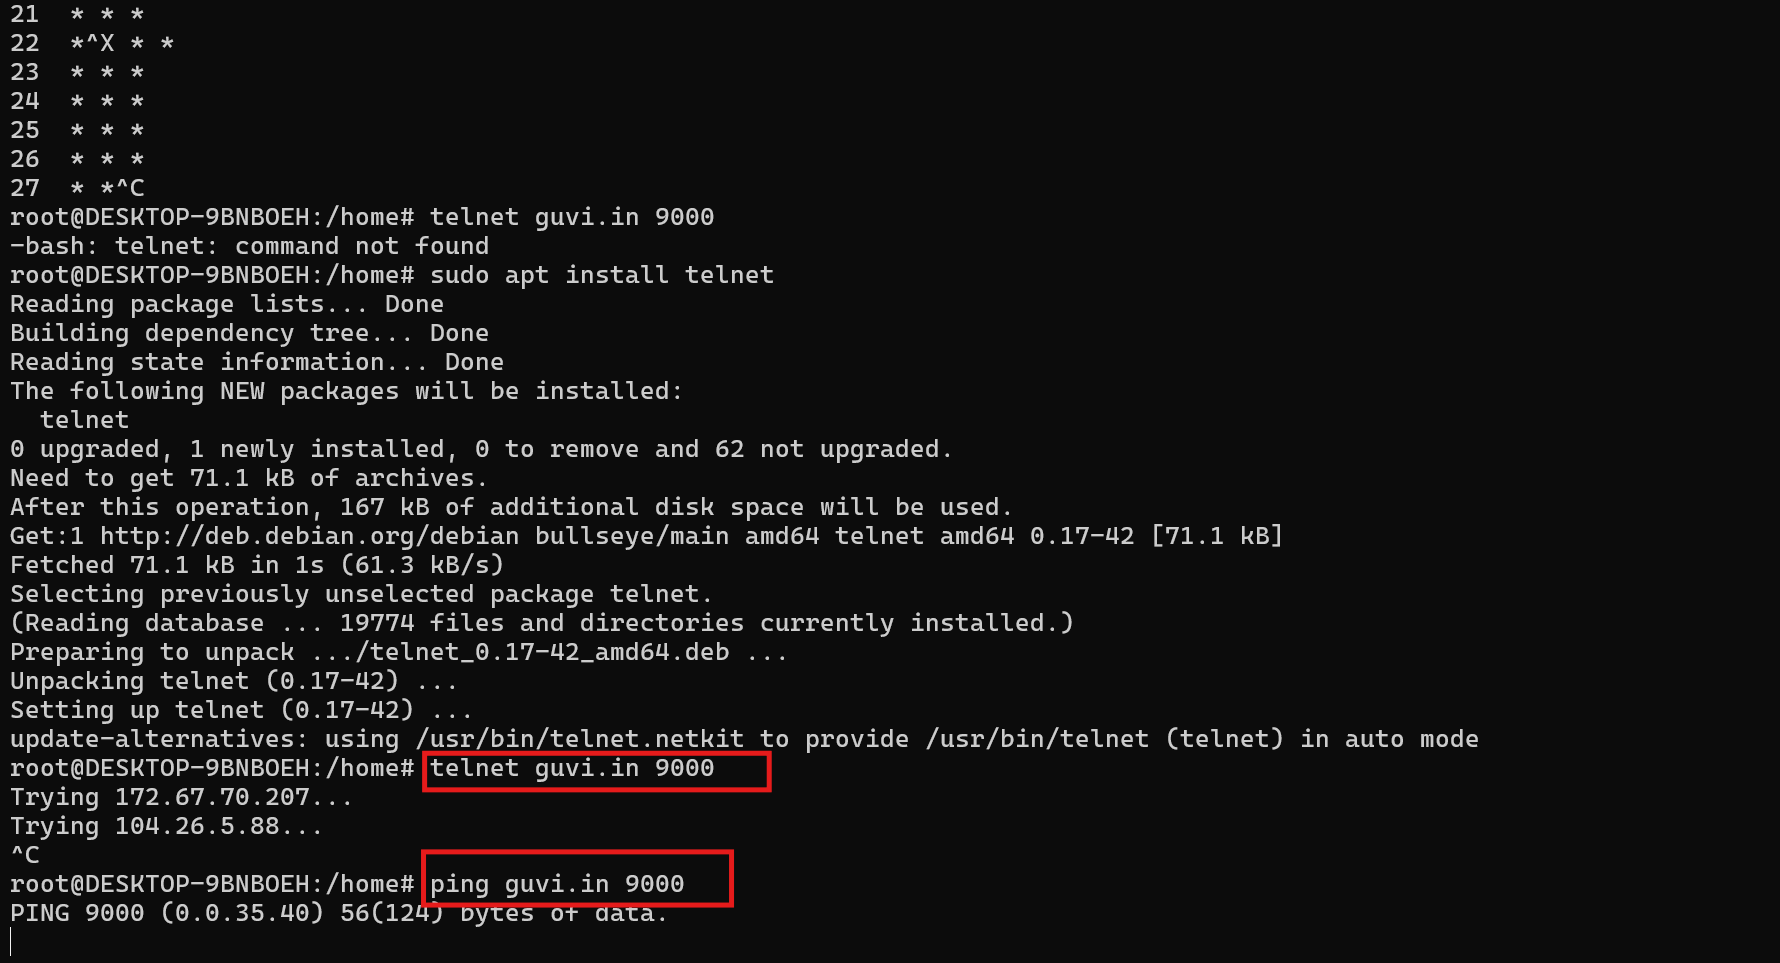 21  * * *
22  *^X * *
23  * * *
24  * * *
25  * * *
26  * * *
27  * *^C
root@DESKTOP-9BNBOEH:/home# telnet guvi.in 9000
-bash: telnet: command not found
root@DESKTOP-9BNBOEH:/home# sudo apt install telnet
Reading package lists... Done
Building dependency tree... Done
Reading state information... Done
The following NEW packages will be installed:
  telnet
0 upgraded, 1 newly installed, 0 to remove and 62 not upgraded.
Need to get 71.1 kB of archives.
After this operation, 167 kB of additional disk space will be used.
Get:1 http://deb.debian.org/debian bullseye/main amd64 telnet amd64 0.17-42 [71.1 kB]
Fetched 71.1 kB in 1s (61.3 kB/s)
Selecting previously unselected package telnet.
(Reading database ... 19774 files and directories currently installed.)
Preparing to unpack .../telnet_0.17-42_amd64.deb ...
Unpacking telnet (0.17-42) ...
Setting up telnet (0.17-42) ...
update-alternatives: using /usr/bin/telnet.netkit to provide /usr/bin/telnet (telnet) in auto mode
root@DESKTOP-9BNBOEH:/home# telnet guvi.in 9000
Trying 172.67.70.207...
Trying 104.26.5.88...
^C
root@DESKTOP-9BNBOEH:/home# ping guvi.in 9000
PING 9000 (0.0.35.40) 56(124) bytes of data.